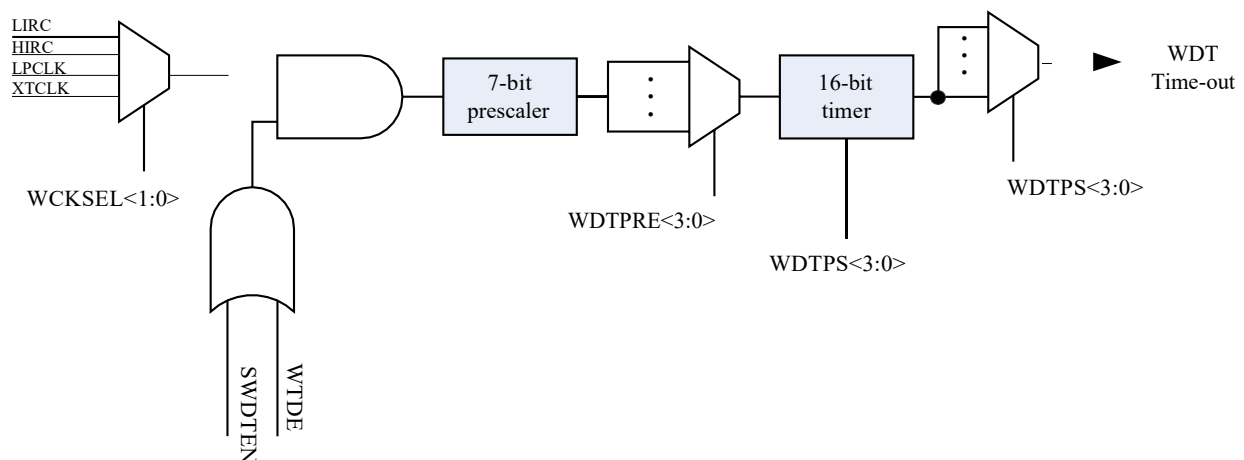 LIRC
HIRC
LPCLK
XTCLK
WCKSEL<1:0>
7-bit
prescaler
WDTPRE<3:0>
16-bit
timer
WDTPS<3:0>
WDTPS<3:0>
WDT
Time-out
SWDTEN
WTDE